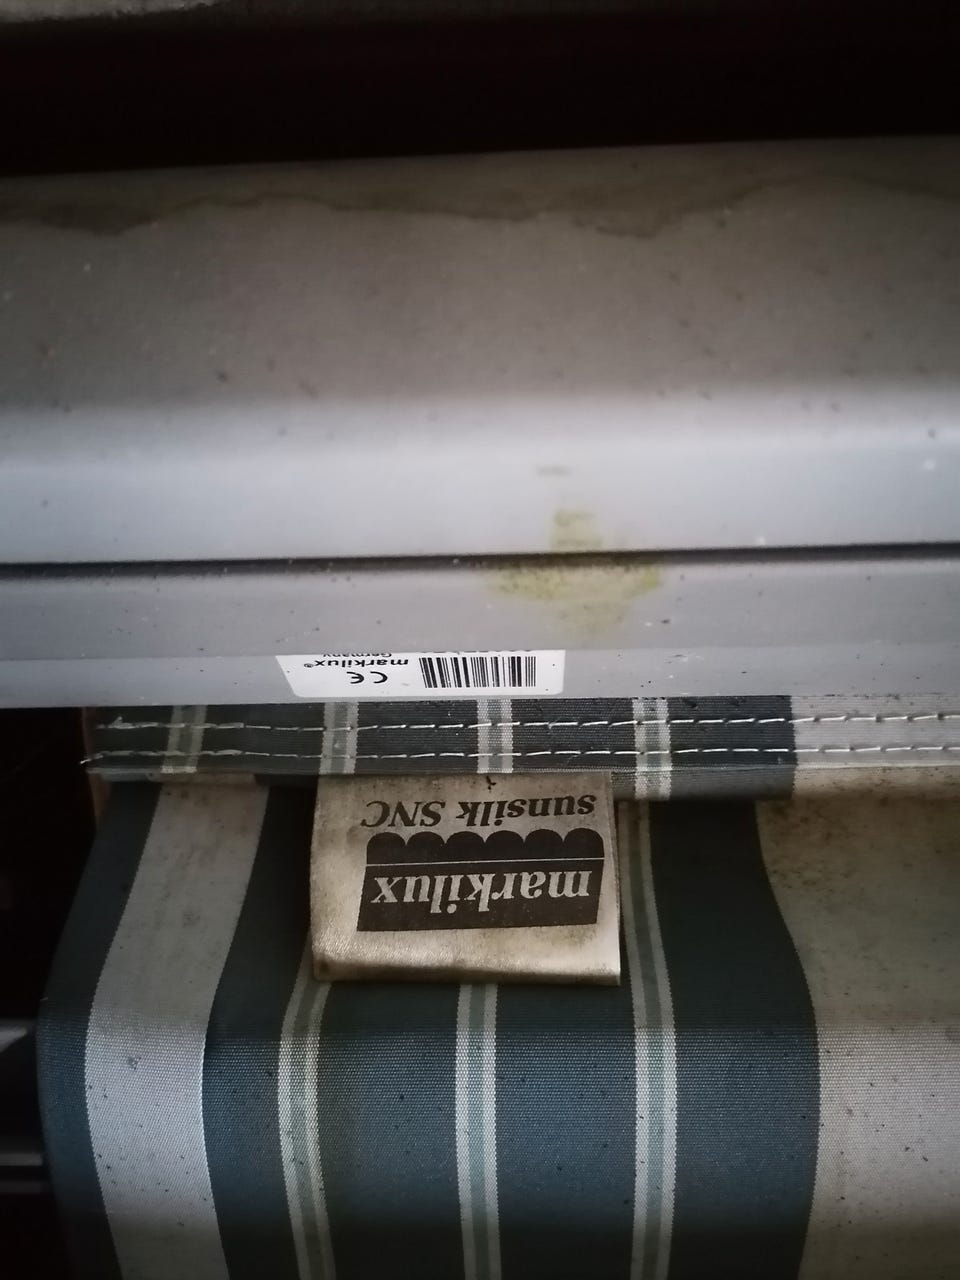 markilux
sunsilk SNC
CE
markilux®
Germany